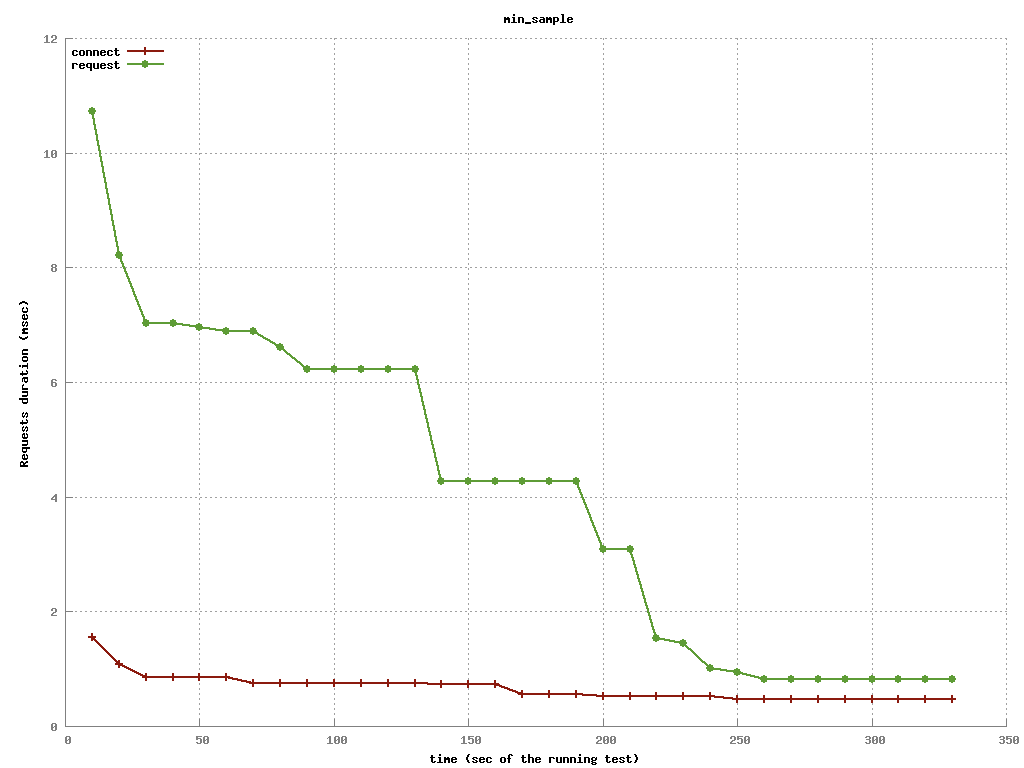 min_sample
connect
request
12
10
8
6
4
2
0
Requests duration (msec)
0 50 100 150 200 250 300 350
time (sec of the running test)